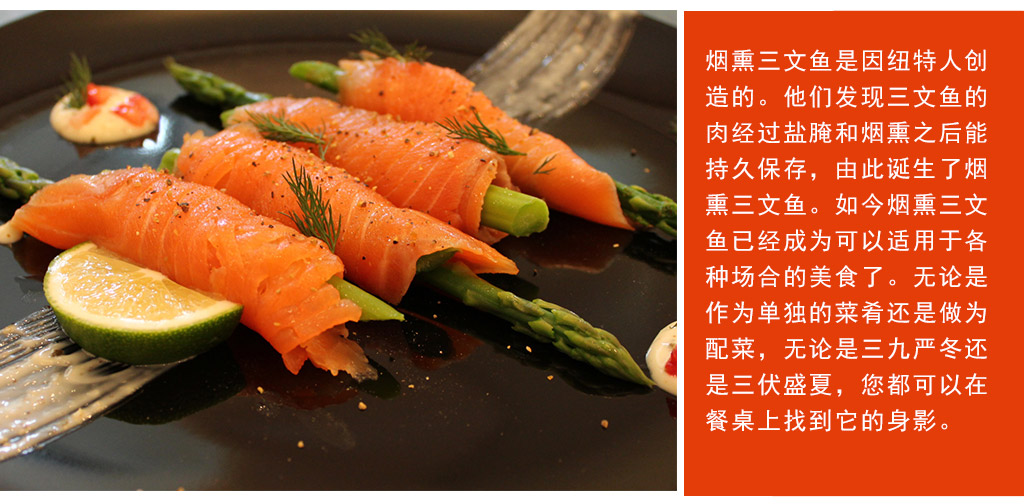 烟熏三文鱼是因纽特人创
造的。他们发现三文鱼的
肉经过盐腌和烟熏之后能
持久保存，由此诞生了烟
熏三文鱼。如今烟熏三文
鱼已经成为可以适用于各
种场合的美食了。无论是
作为单独的菜肴还是做为
配菜，无论是三九严冬还
是三伏盛夏，您都可以在
餐桌上找到它的身影。